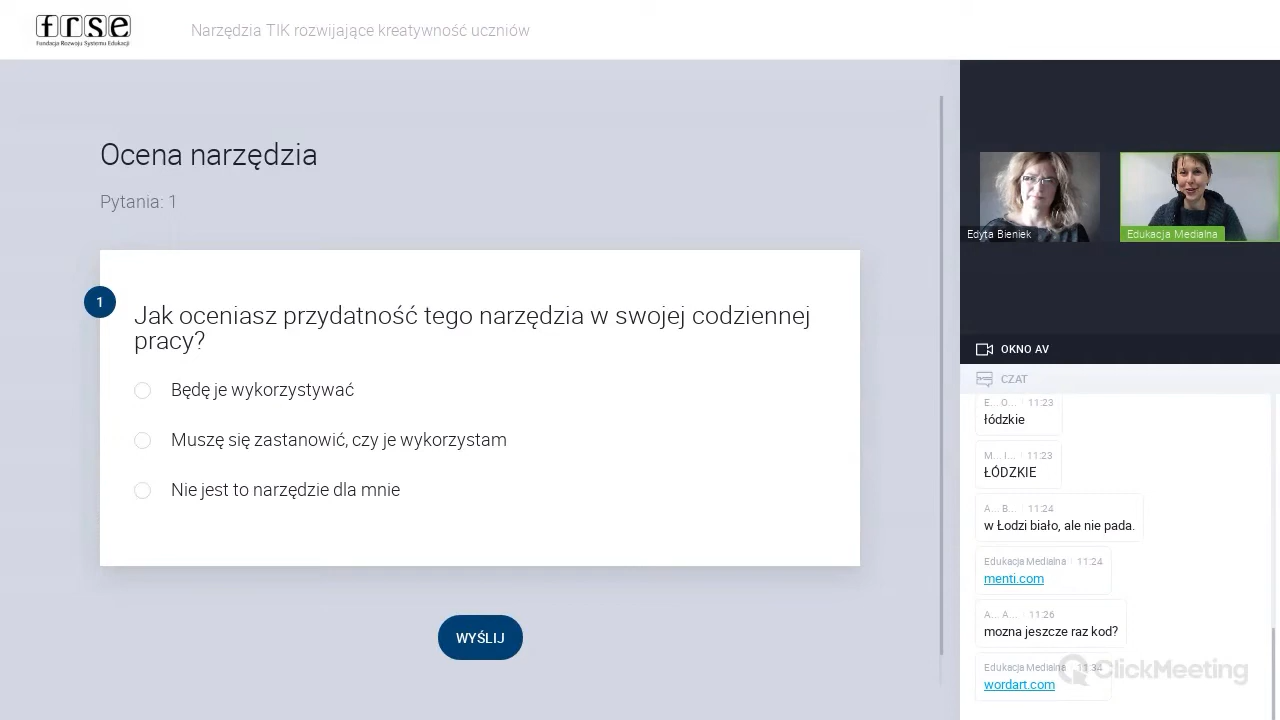 frse
Fundacja Rozwoju Systemu Edukacji
Narzędzia TIK rozwijające kreatywność uczniów
Ocena narzędzia
Pytania: 1
1
Jak oceniasz przydatność tego narzędzia w swojej codziennej
pracy?
Będę je wykorzystywać
Muszę się zastanowić, czy je wykorzystam
Nie jest to narzędzie dla mnie
WYŚLIJ
Edyta Bieniek
Edukacja Medialna
OKNO AV
CZAT
E... O... 11:23
łódzkie
M... I... 11:23
ŁÓDZKIE
A... B... 11:24
w Łodzi biało, ale nie pada.
Edukacja Medialna 11:24
menti.com
A... A... 11:26
mozna jeszcze raz kod?
Edukacja Medialna 11:34
wordart.com
ClickMeeting